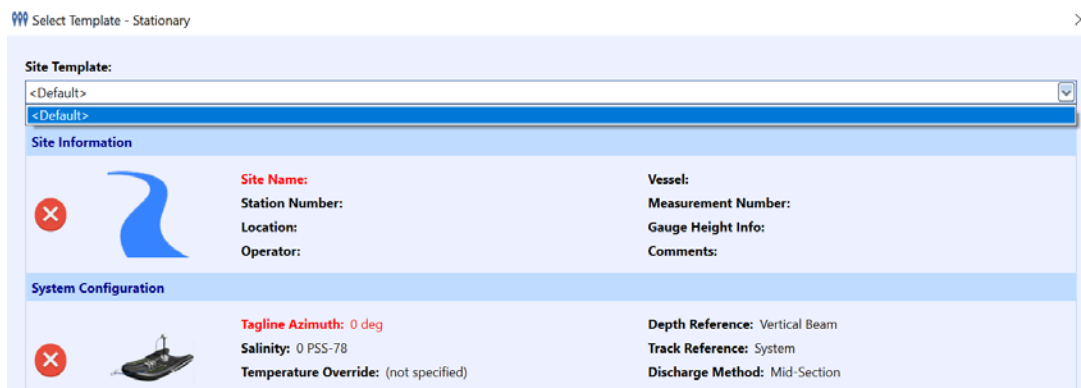 Select Template - Stationary
Site Template:
<Default>
<Default>
Site Information
Site Name:
Vessel:
Station Number:
Measurement Number:
Location:
Gauge Height Info:
Operator:
Comments:
System Configuration
Tagline Azimuth: 0 deg
Depth Reference: Vertical Beam
Salinity: 0 PSS-78
Track Reference: System
Temperature Override: (not specified)
Discharge Method: Mid-Section